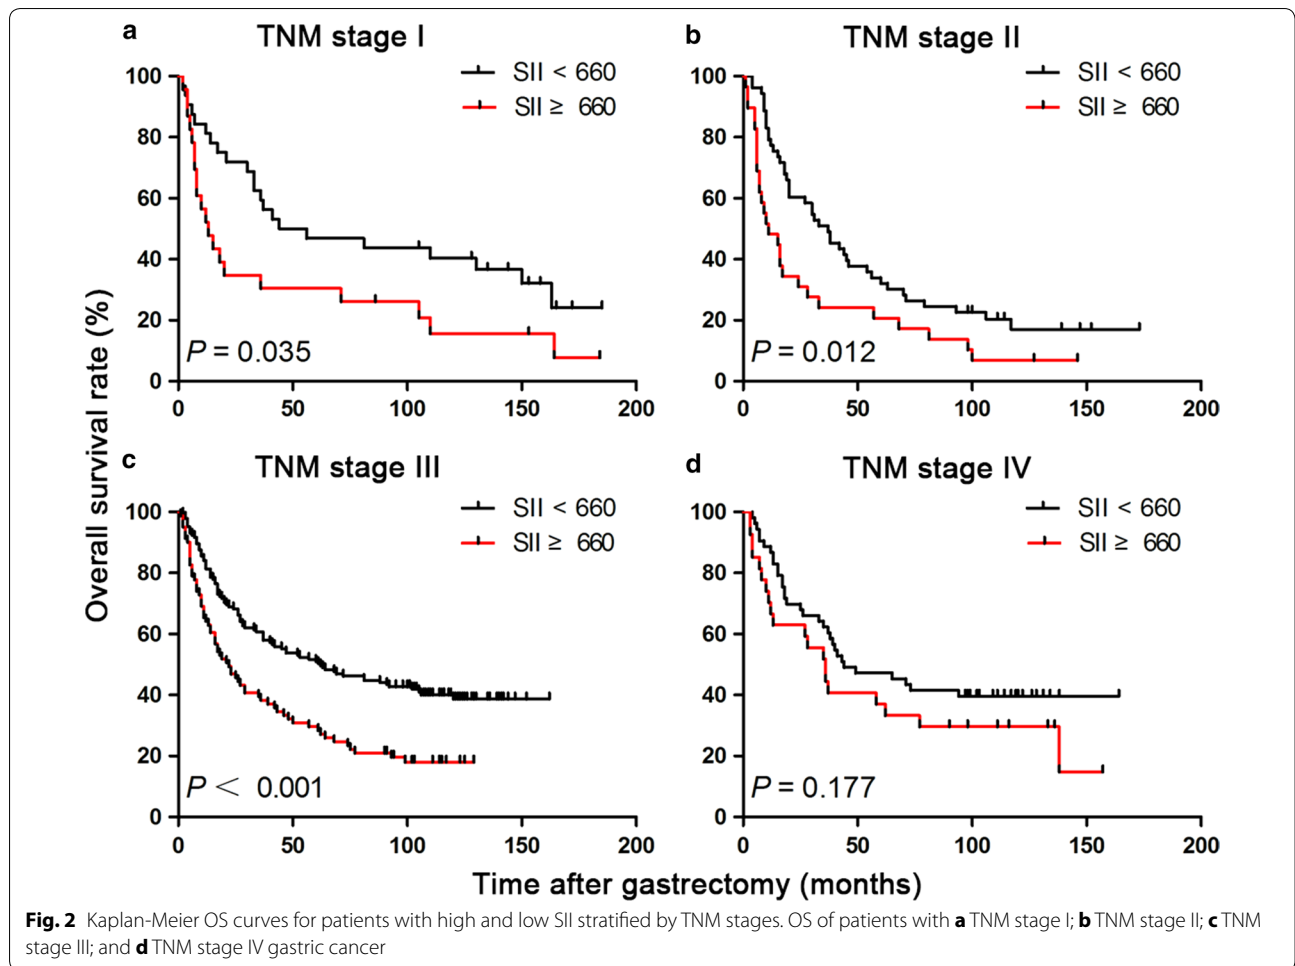 a
TNM stage I
SII < 660
SII ≥ 660
100
80
60
40
20
0
P = 0.035
0 50 100 150 200
b
TNM stage II
SII < 660
SII ≥ 660
100
80
60
40
20
0
P = 0.012
0 50 100 150 200
Overall survival rate (%)
c
TNM stage III
SII < 660
SII ≥ 660
100
80
60
40
20
0
P < 0.001
0 50 100 150 200
d
TNM stage IV
SII < 660
SII ≥ 660
100
80
60
40
20
0
P = 0.177
0 50 100 150 200
Time after gastrectomy (months)
Fig. 2 Kaplan-Meier OS curves for patients with high and low SII stratified by TNM stages. OS of patients with a TNM stage I; b TNM stage II; c TNM
stage III; and d TNM stage IV gastric cancer